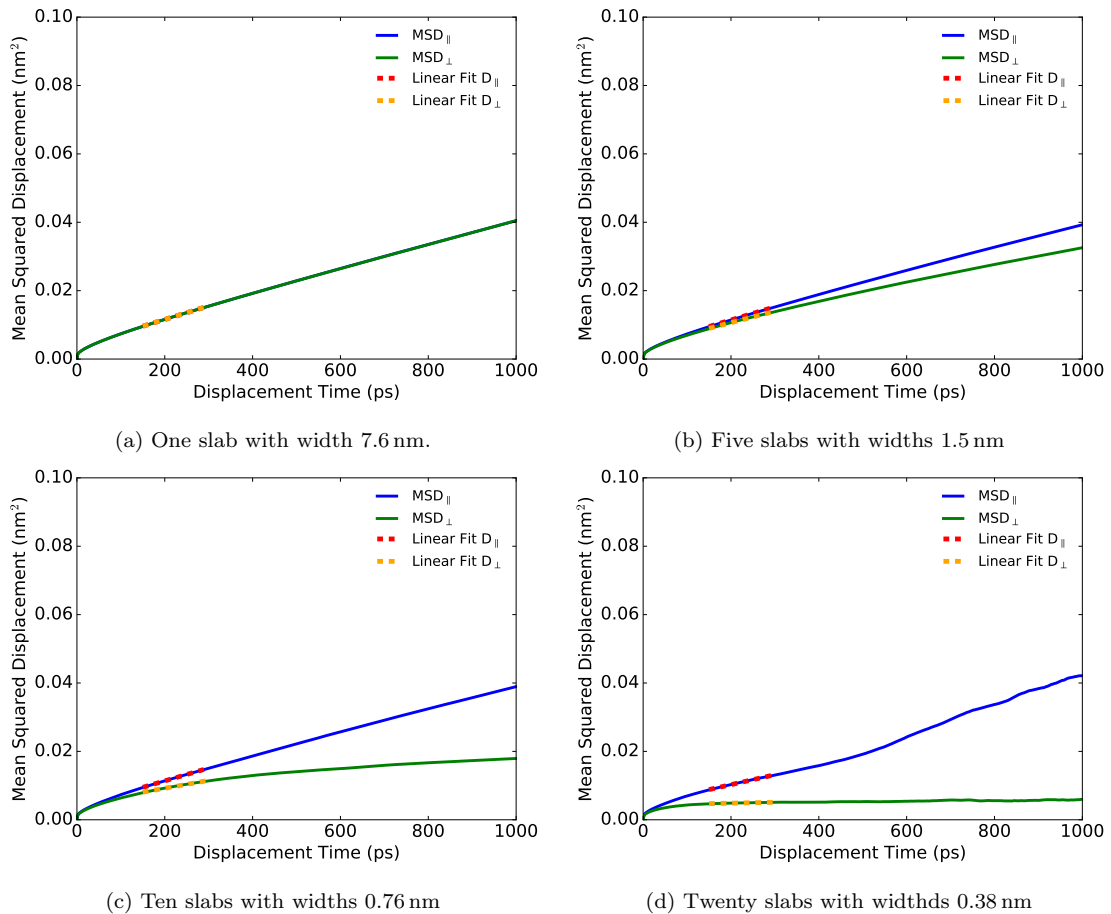 0.10
0.08
0.06
0.04
0.02
0.00
Mean Squared Displacement (nm²)
MSD∥
MSD⊥
Linear Fit D∥
Linear Fit D⊥
0 200 400 600 800 1000
Displacement Time (ps)
(a) One slab with width 7.6 nm.
0.10
0.08
0.06
0.04
0.02
0.00
Mean Squared Displacement (nm²)
MSD∥
MSD⊥
Linear Fit D∥
Linear Fit D⊥
0 200 400 600 800 1000
Displacement Time (ps)
(b) Five slabs with widths 1.5 nm
0.10
0.08
0.06
0.04
0.02
0.00
Mean Squared Displacement (nm²)
MSD∥
MSD⊥
Linear Fit D∥
Linear Fit D⊥
0 200 400 600 800 1000
Displacement Time (ps)
(c) Ten slabs with widths 0.76 nm
0.10
0.08
0.06
0.04
0.02
0.00
Mean Squared Displacement (nm²)
MSD∥
MSD⊥
Linear Fit D∥
Linear Fit D⊥
0 200 400 600 800 1000
Displacement Time (ps)
(d) Twenty slabs with widthds 0.38 nm